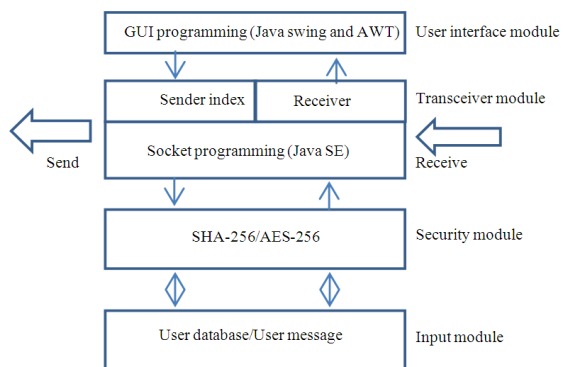 GUI programming (Java swing and AWT) User interface module
Sender index Receiver Transceiver module
Socket programming (Java SE)
Send Receive
SHA-256/AES-256 Security module
User database/User message Input module